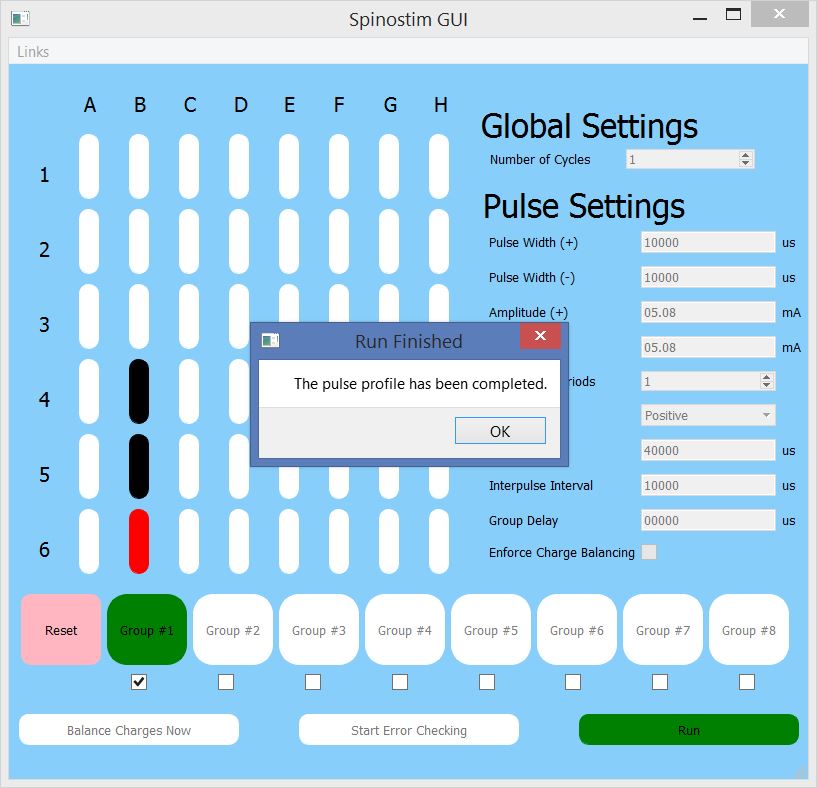 Spinostim GUI
Links
A B C D E F G H
Global Settings
Number of Cycles 1
1
Pulse Settings
2
Pulse Width (+) 10000 us
Pulse Width (-) 10000 us
3
Amplitude (+) 05.08 mA
Run Finished
05.08 mA
The pulse profile has been completed.
1
4
Positive
OK
40000 us
5
Interpulse Interval 10000 us
Group Delay 00000 us
6
Enforce Charge Balancing
Reset Group #1 Group #2 Group #3 Group #4 Group #5 Group #6 Group #7 Group #8
Balance Charges Now Start Error Checking Run